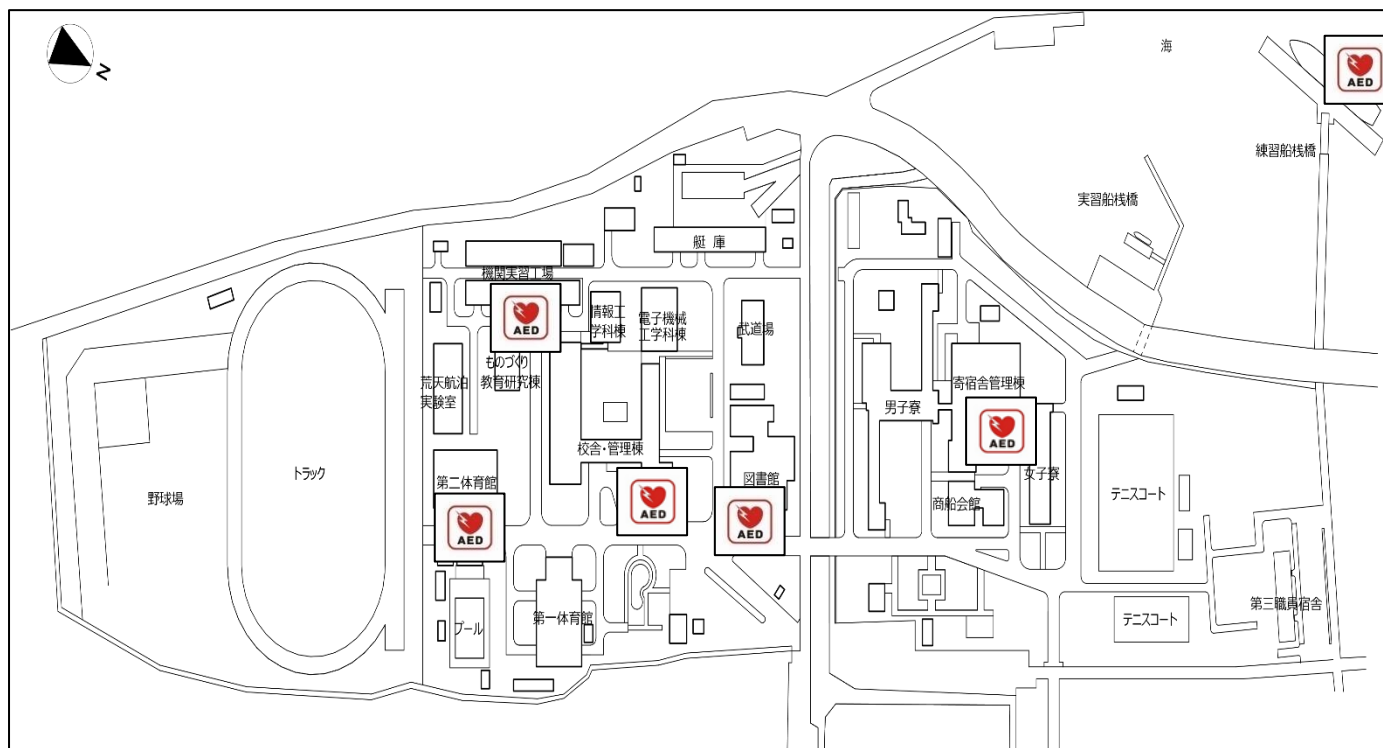 N
海
AED
練習船桟橋
実習船桟橋
艇 庫
機関実習工場
AED
情報工
学科棟
電子機械
工学科棟
武道場
ものづくり
教育研究棟
荒天航泊
実験室
寄宿舎管理棟
男子寮
AED
校舎・管理棟
トラック
野球場
第二体育館
AED
AED
図書館
AED
女子寮
商船会館
テニスコート
第一体育館
プール
テニスコート
第三職員宿舎